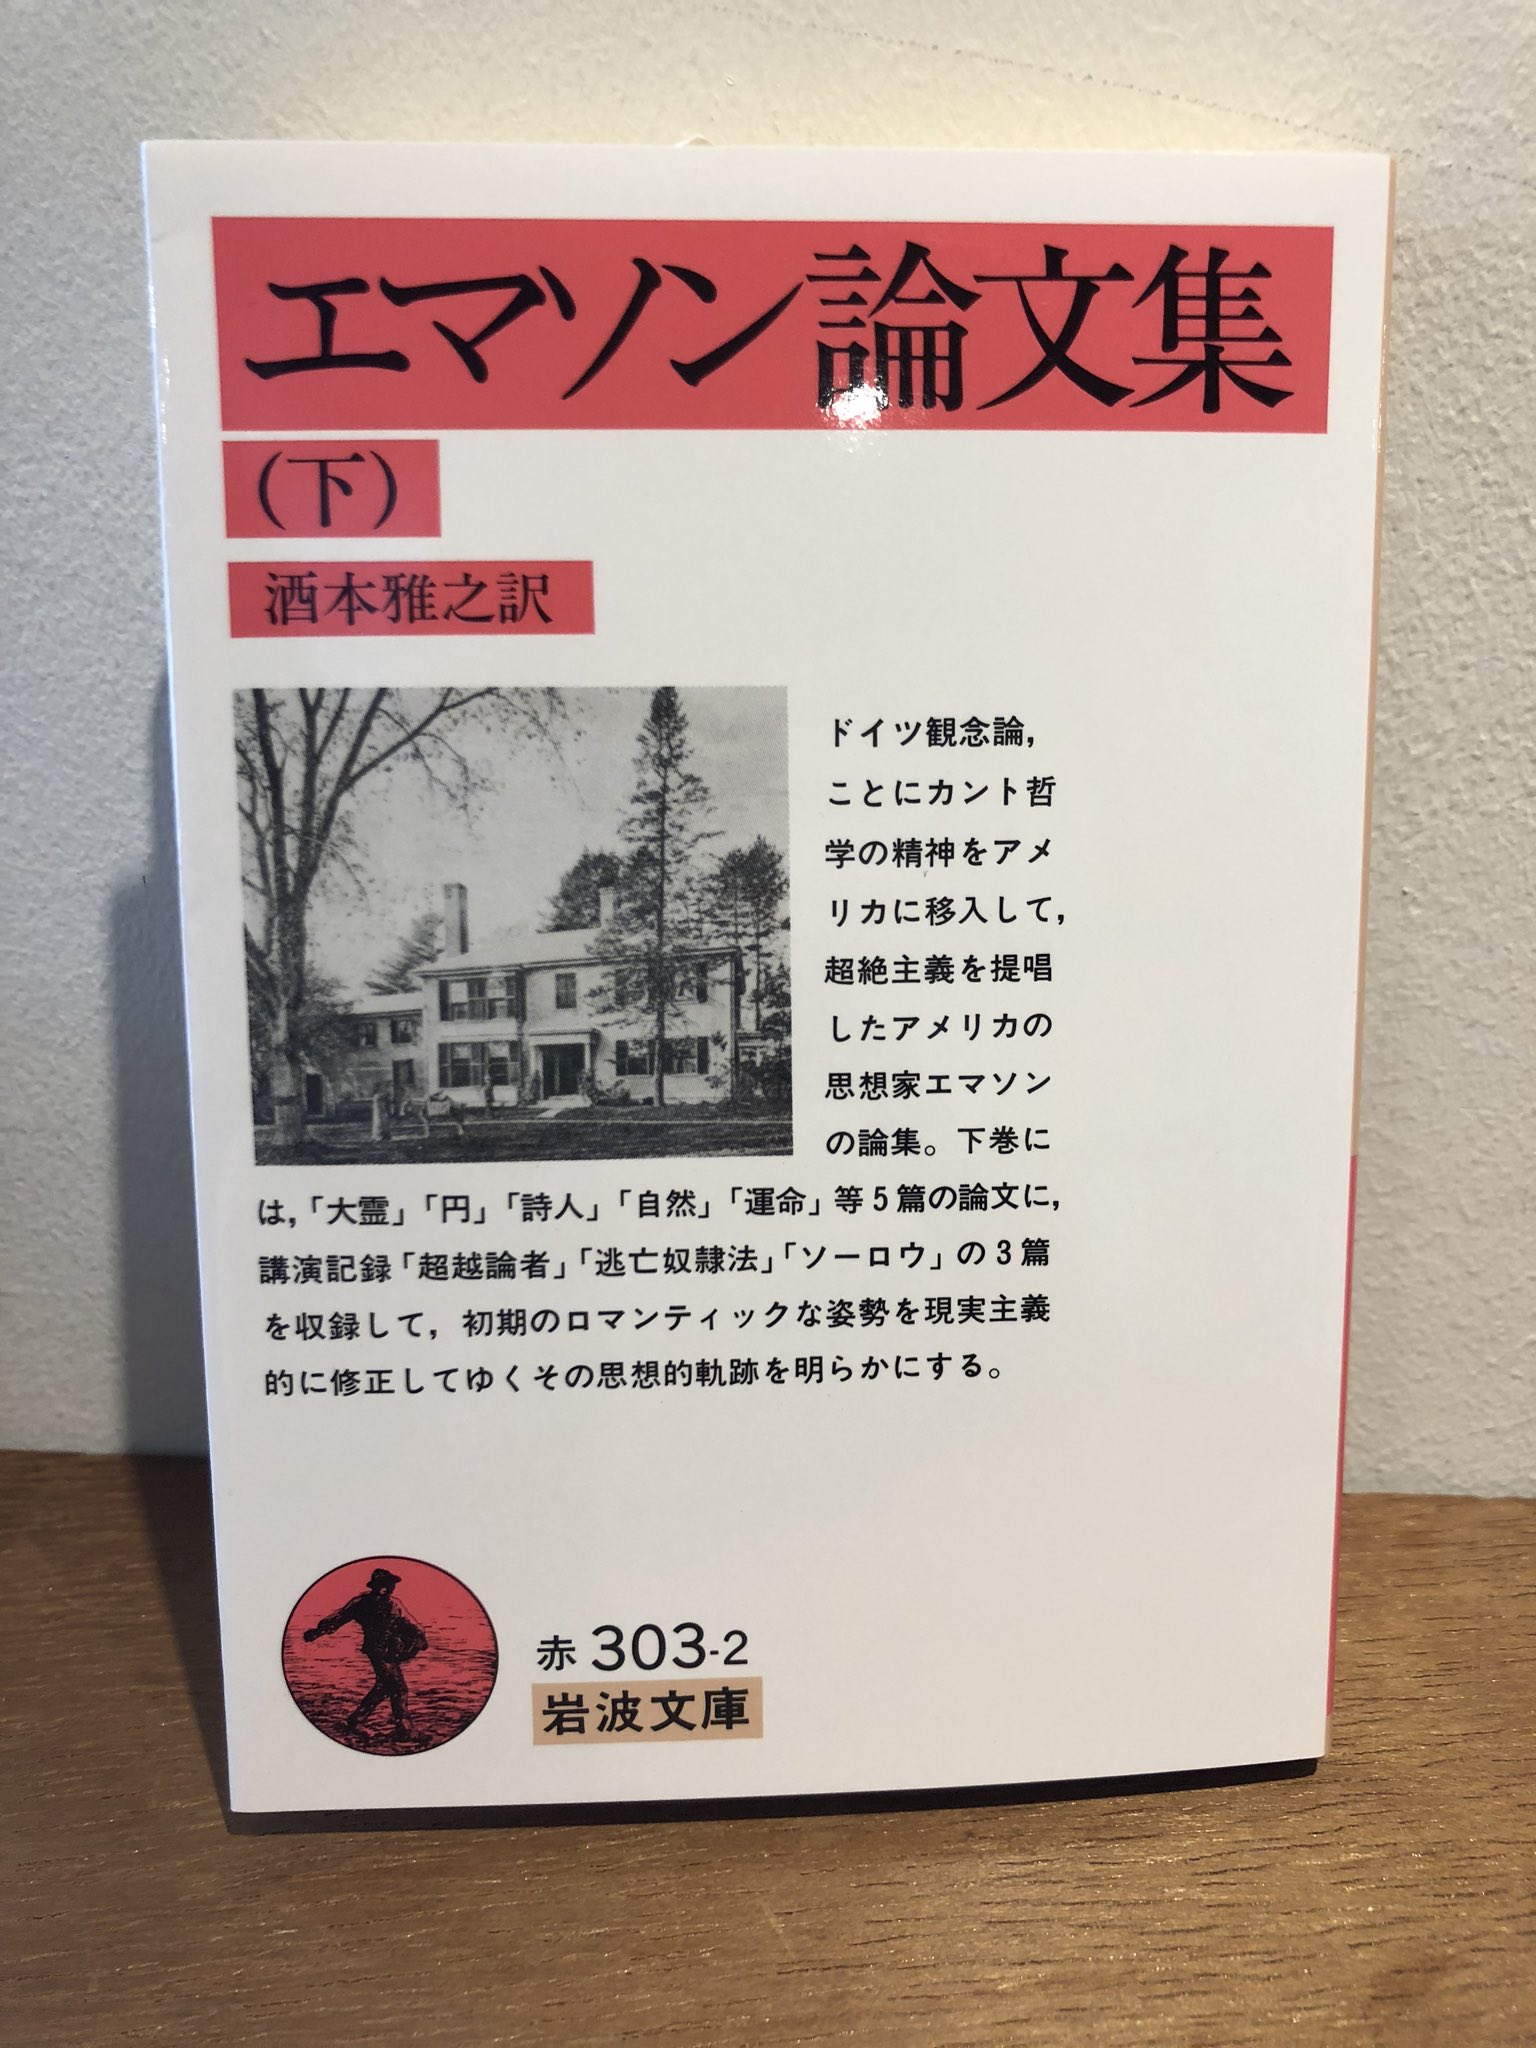 エマソン論文集
(下)
酒本雅之訳
ドイツ観念論,
ことにカント哲
学の精神をアメ
リカに移入して,
超絶主義を提唱
したアメリカの
思想家エマソン
の論集。下巻に
は,「大霊」「円」「詩人」「自然」「運命」等5篇の論文に,
講演記録「超越論者」「逃亡奴隷法」「ソーロウ」の3篇
を収録して, 初期のロマンティックな姿勢を現実主義
的に修正してゆくその思想的軌跡を明らかにする。
赤 303-2
岩波文庫